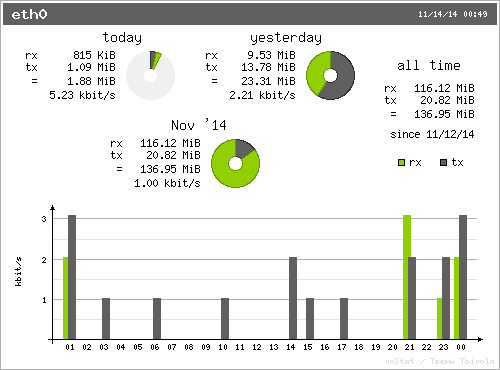 eth0 11/14/14 00:49
today
rx 815 KiB
tx 1.09 MiB
= 1.88 MiB
5.23 kbit/s
yesterday
rx 9.53 MiB
tx 13.78 MiB
= 23.31 MiB
2.21 kbit/s
all time
rx 116.12 MiB
tx 20.82 MiB
= 136.95 MiB
since 11/12/14
rx tx
Nov '14
rx 116.12 MiB
tx 20.82 MiB
= 136.95 MiB
1.00 kbit/s
kbit/s
3
2
1
01 02 03 04 05 06 07 08 09 10 11 12 13 14 15 16 17 18 19 20 21 22 23 00
vnStat / Teemu Toivola